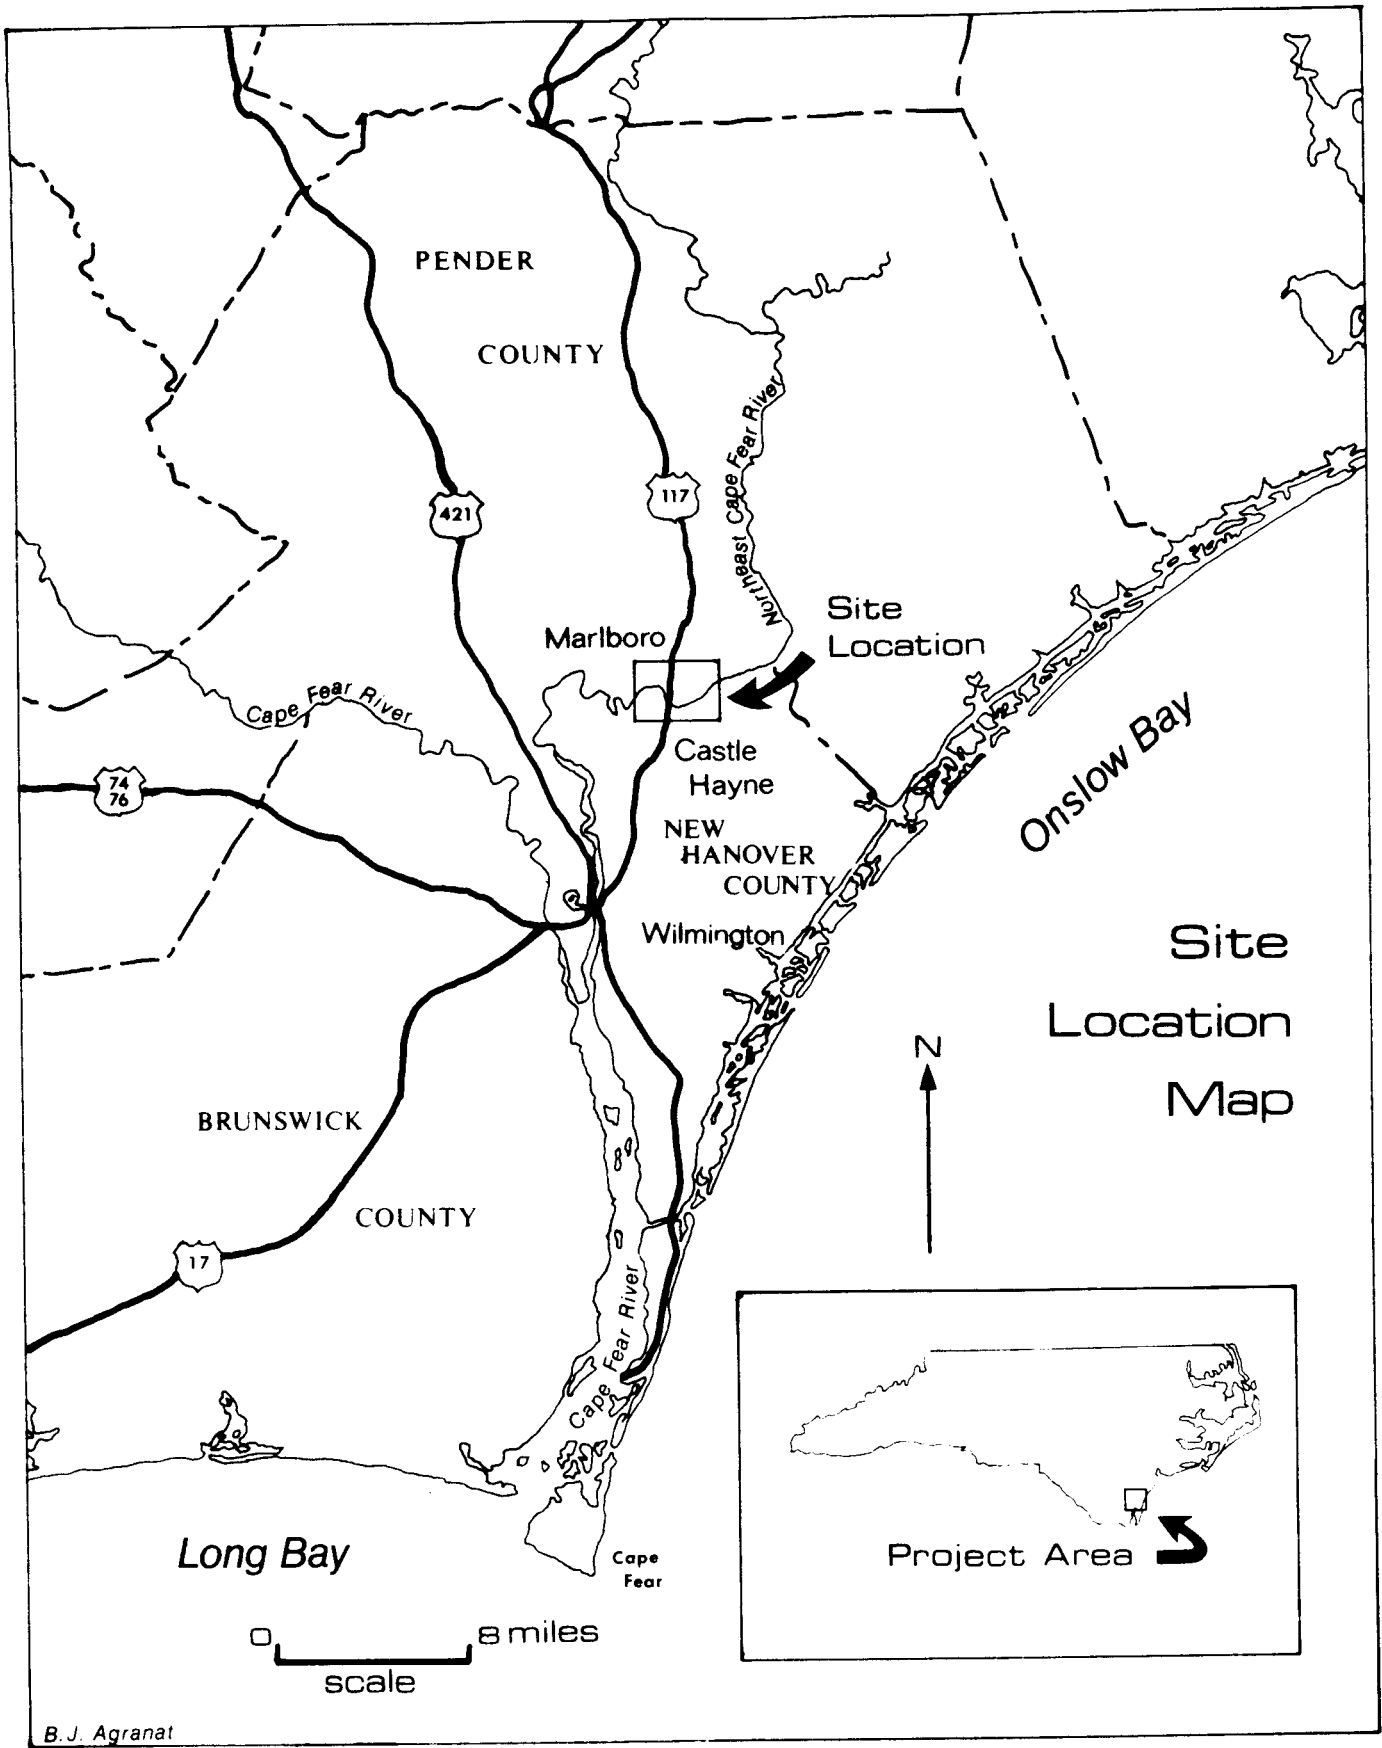 PENDER
COUNTY
Northeast Cape Fear River
421
117
Site
Location
Marlboro
Cape Fear River
Castle
Hayne
74
76
Onslow Bay
NEW
HANOVER
COUNTY
Wilmington
Site
Location
Map
N
BRUNSWICK
COUNTY
17
Cape Fear River
Project Area
Long Bay
Cape
Fear
0 8 miles
scale
B.J. Agranat